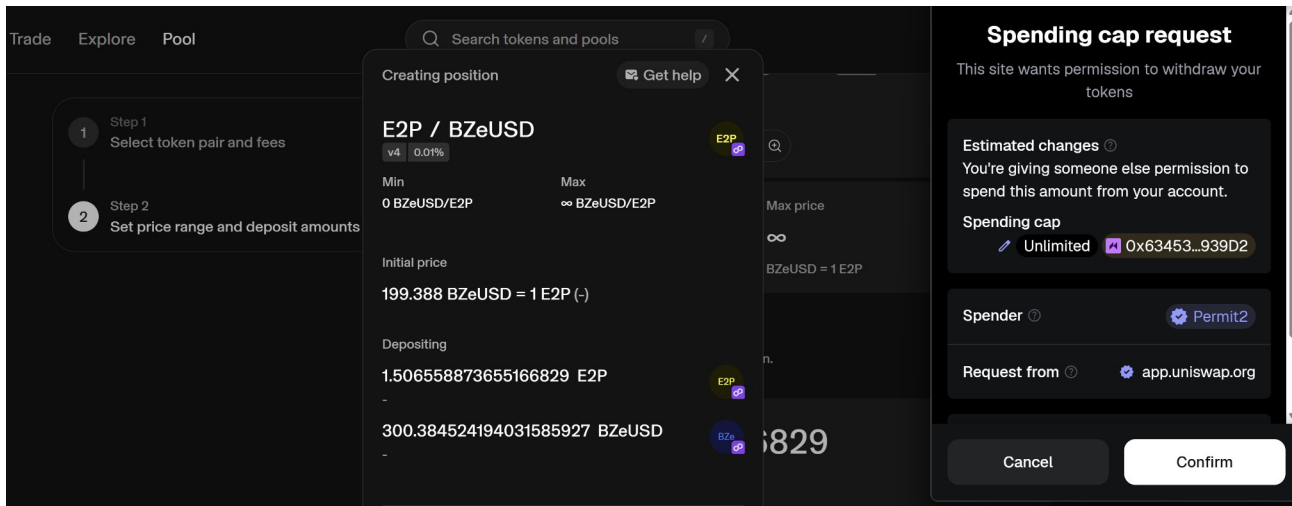 Trade Explore Pool
Search tokens and pools /
1
Step 1
Select token pair and fees
2
Step 2
Set price range and deposit amounts
Creating position
Get help
E2P / BZeUSD
E2P
v4 0.01%
Min
0 BZeUSD/E2P
Max
∞ BZeUSD/E2P
Initial price
199.388 BZeUSD = 1 E2P (-)
Depositing
1.506558873655166829 E2P
E2P
-
300.384524194031585927 BZeUSD
BZe
-
Max price
∞
BZeUSD = 1 E2P
n.
6829
Spending cap request
This site wants permission to withdraw your
tokens
Estimated changes
You're giving someone else permission to
spend this amount from your account.
Spending cap
Unlimited 0x63453...939D2
Spender Permit2
Request from app.uniswap.org
Cancel Confirm